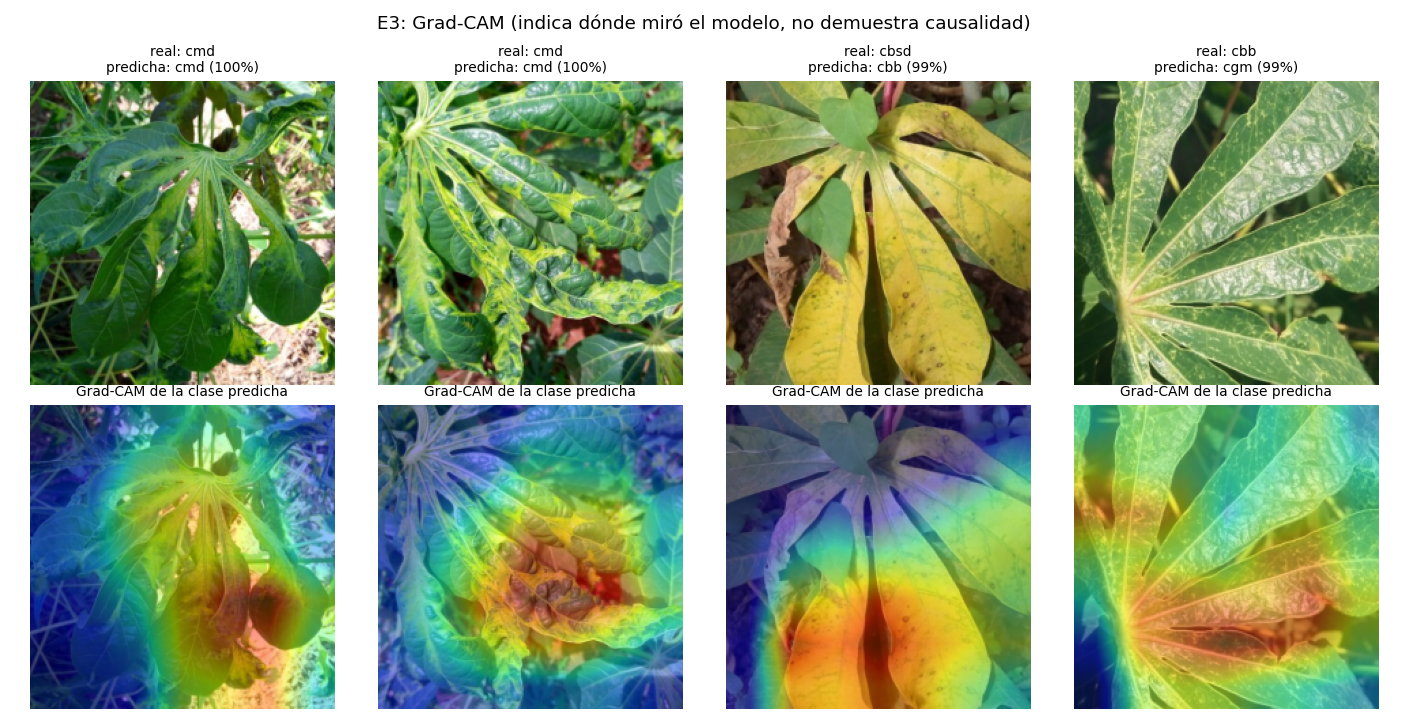 E3: Grad-CAM (indica dónde miró el modelo, no demuestra causalidad)
real: cmd
predicha: cmd (100%)
real: cmd
predicha: cmd (100%)
real: cbsd
predicha: cbb (99%)
real: cbb
predicha: cgm (99%)
Grad-CAM de la clase predicha
Grad-CAM de la clase predicha
Grad-CAM de la clase predicha
Grad-CAM de la clase predicha